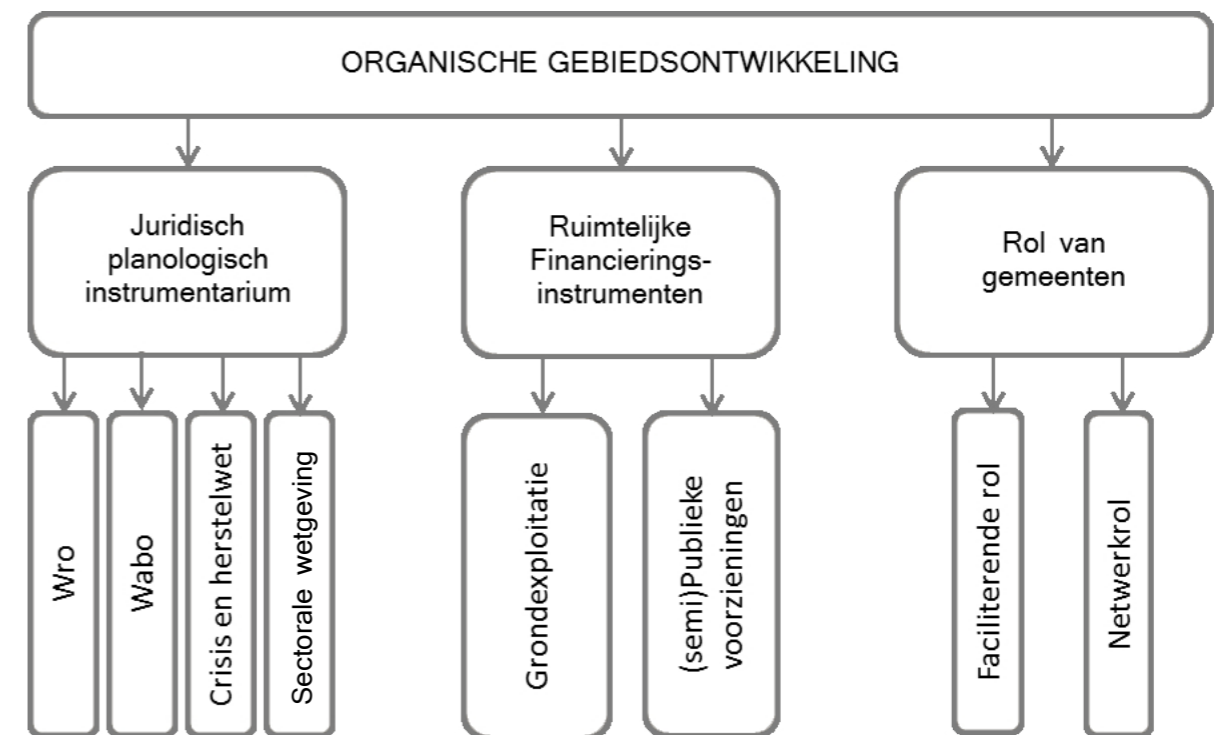 ORGANISCHE GEBIEDSONTWIKKELING
Juridisch
planologisch
instrumentarium
Ruimtelijke
Financierings-
instrumenten
Rol van
gemeenten
Wro
Wabo
Crisis en herstelwet
Sectorale wetgeving
Grondexploitatie
(semi)Publieke
voorzieningen
Faciliterende rol
Netwerkrol